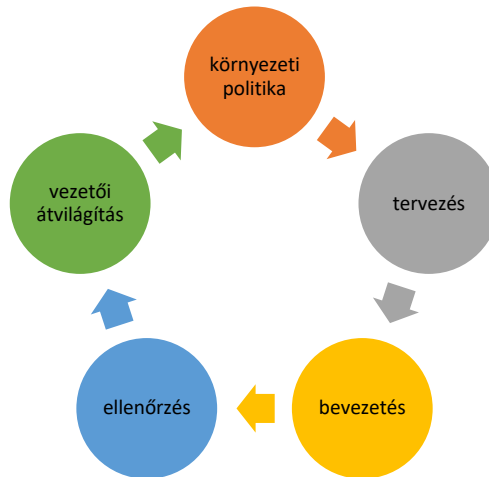 környezeti
politika
tervezés
bevezetés
ellenőrzés
vezetői
átvilágítás